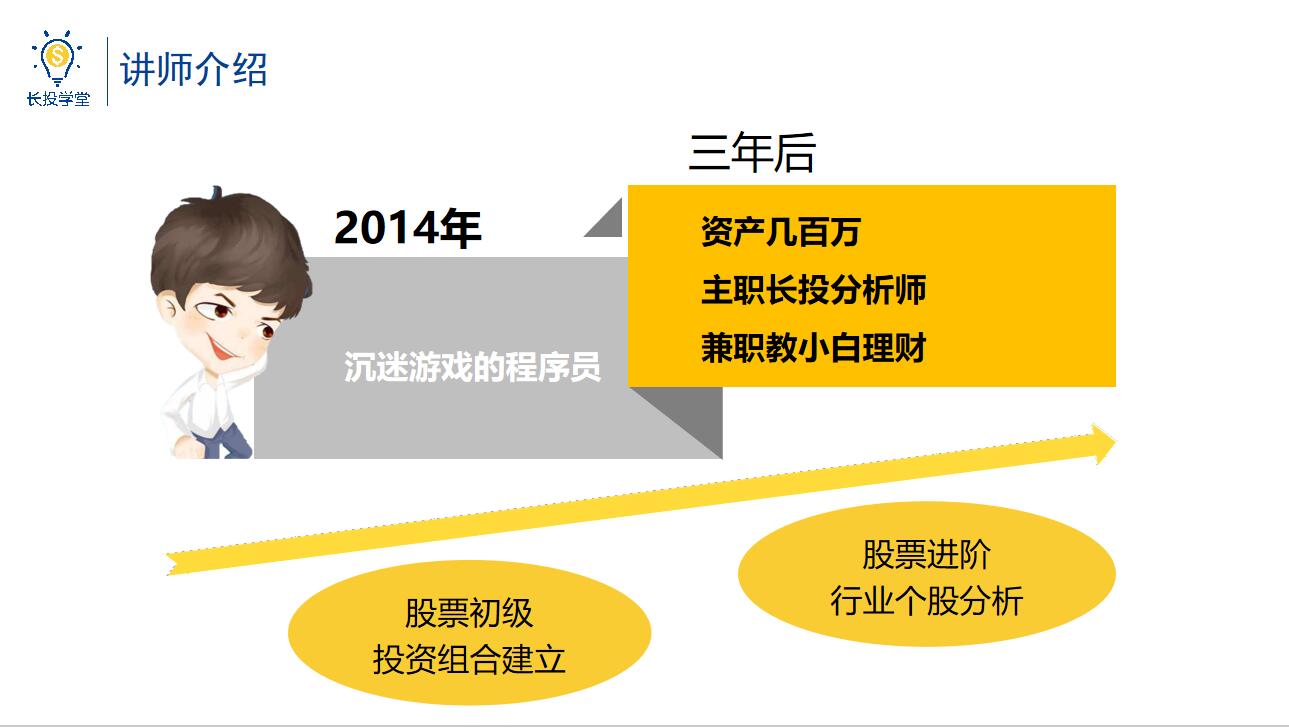 长投学堂
讲师介绍
三年后
2014年
资产几百万
主职长投分析师
兼职教小白理财
沉迷游戏的程序员
股票进阶
行业个股分析
股票初级
投资组合建立